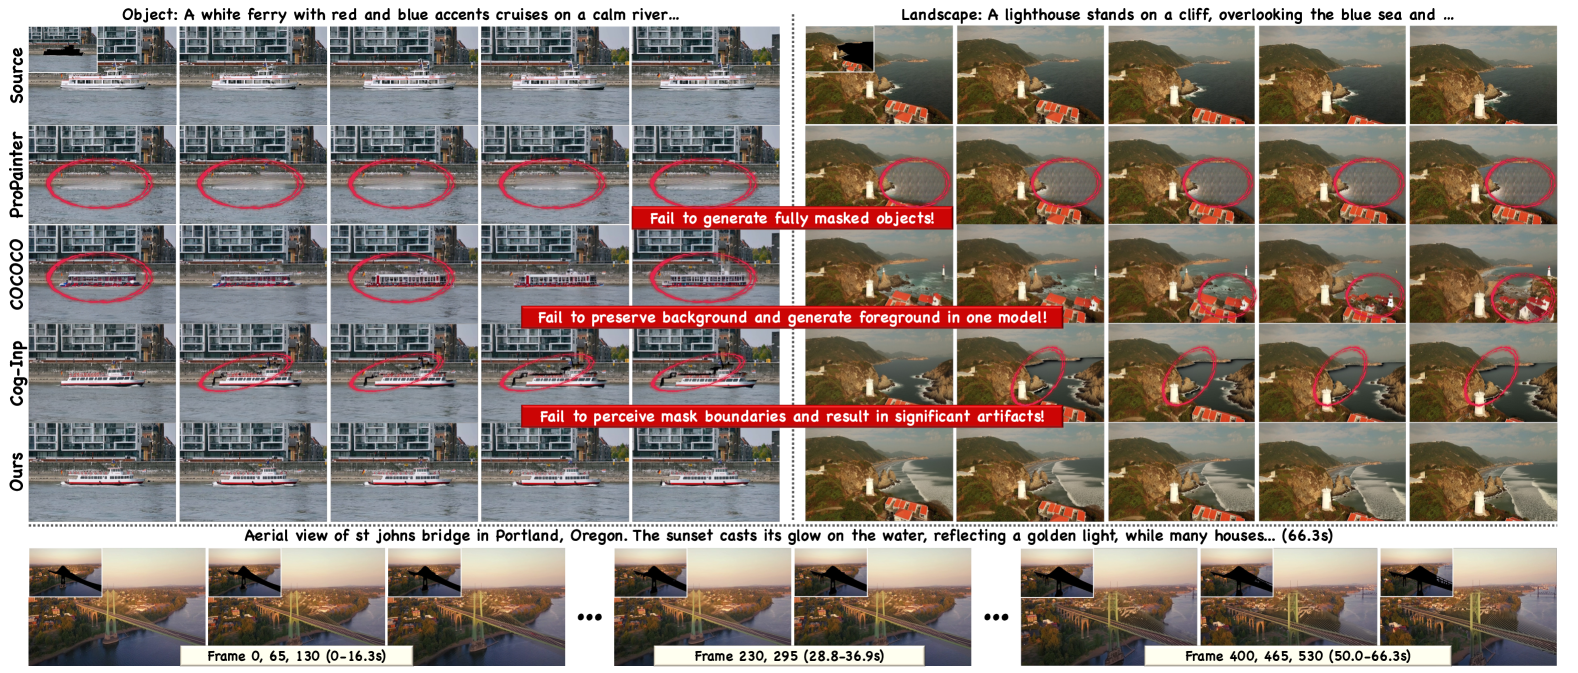 Object: A white ferry with red and blue accents cruises on a calm river...
Landscape: A lighthouse stands on a cliff, overlooking the blue sea and ...
Source
ProPainter
Fail to generate fully masked objects!
COCOCO
Fail to preserve background and generate foreground in one model!
Cog-Inp
Fail to perceive mask boundaries and result in significant artifacts!
Ours
Aerial view of st johns bridge in Portland, Oregon. The sunset casts its glow on the water, reflecting a golden light, while many houses... (66.3s)
... ...
Frame 0, 65, 130 (0-16.3s)
Frame 230, 295 (28.8-36.9s)
Frame 400, 465, 530 (50.0-66.3s)